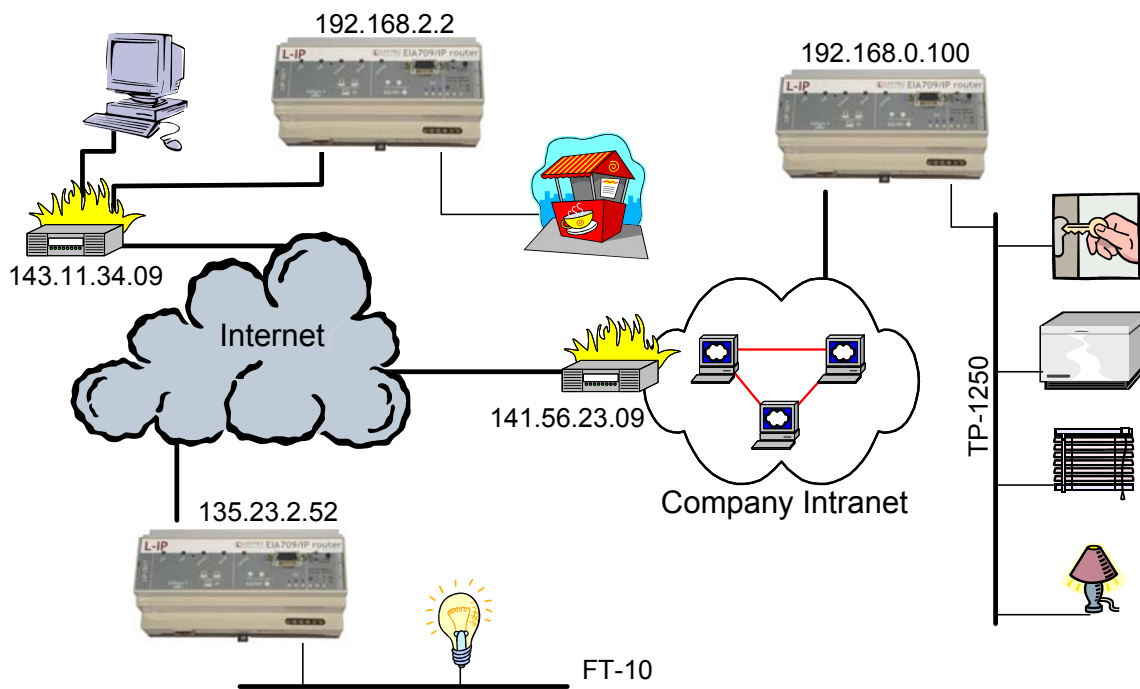 192.168.2.2
L-IP
EIA709/IP router
192.168.0.100
L-IP
EIA709/IP router
143.11.34.09
Internet
141.56.23.09
Company Intranet
TP-1250
135.23.2.52
L-IP
EIA709/IP router
FT-10